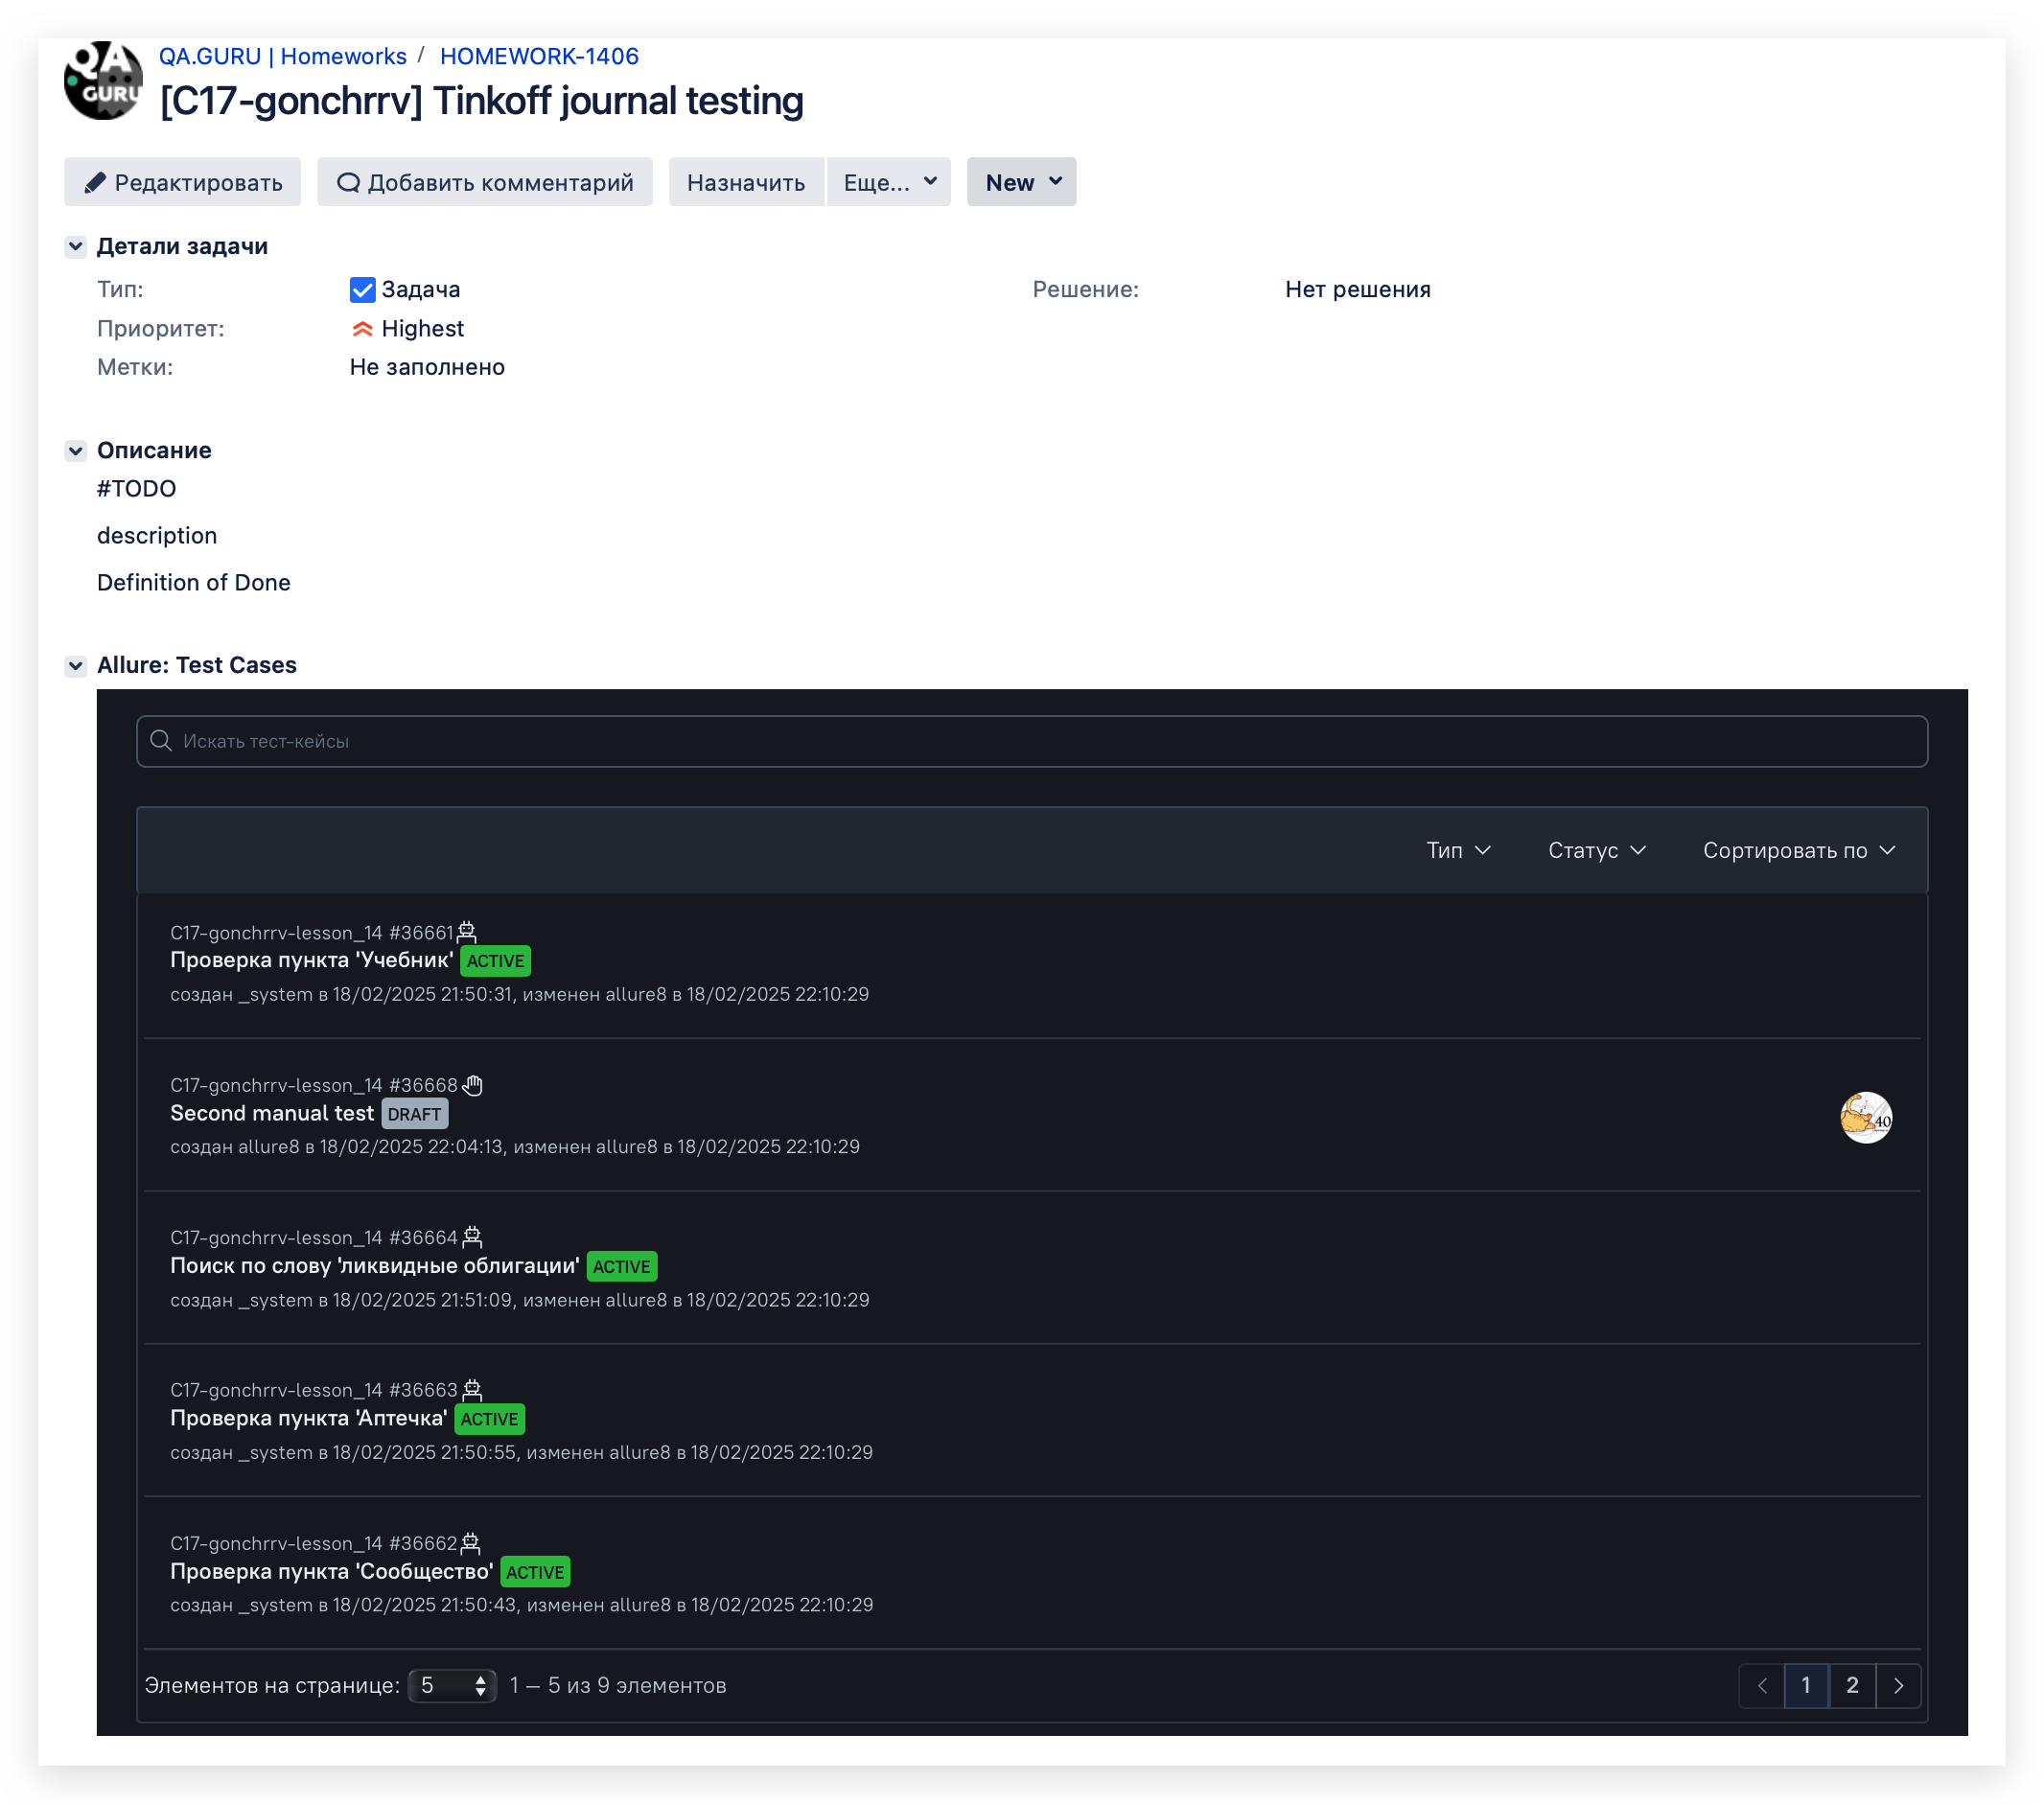 QA GURU
QA.GURU | Homeworks / HOMEWORK-1406
[C17-gonchrrv] Tinkoff journal testing
Редактировать Добавить комментарий Назначить Еще... New
Детали задачи
Тип: Задача Решение: Нет решения
Приоритет: Highest
Метки: Не заполнено
Описание
#TODO
description
Definition of Done
Allure: Test Cases
Искать тест-кейсы
Тип Статус Сортировать по
C17-gonchrrv-lesson_14 #36661
Проверка пункта 'Учебник' ACTIVE
создан _system в 18/02/2025 21:50:31, изменен allure8 в 18/02/2025 22:10:29
C17-gonchrrv-lesson_14 #36668
Second manual test DRAFT
40
создан allure8 в 18/02/2025 22:04:13, изменен allure8 в 18/02/2025 22:10:29
C17-gonchrrv-lesson_14 #36664
Поиск по слову 'ликвидные облигации' ACTIVE
создан _system в 18/02/2025 21:51:09, изменен allure8 в 18/02/2025 22:10:29
C17-gonchrrv-lesson_14 #36663
Проверка пункта 'Аптечка' ACTIVE
создан _system в 18/02/2025 21:50:55, изменен allure8 в 18/02/2025 22:10:29
C17-gonchrrv-lesson_14 #36662
Проверка пункта 'Сообщество' ACTIVE
создан _system в 18/02/2025 21:50:43, изменен allure8 в 18/02/2025 22:10:29
Элементов на странице: 5 1 — 5 из 9 элементов 1 2